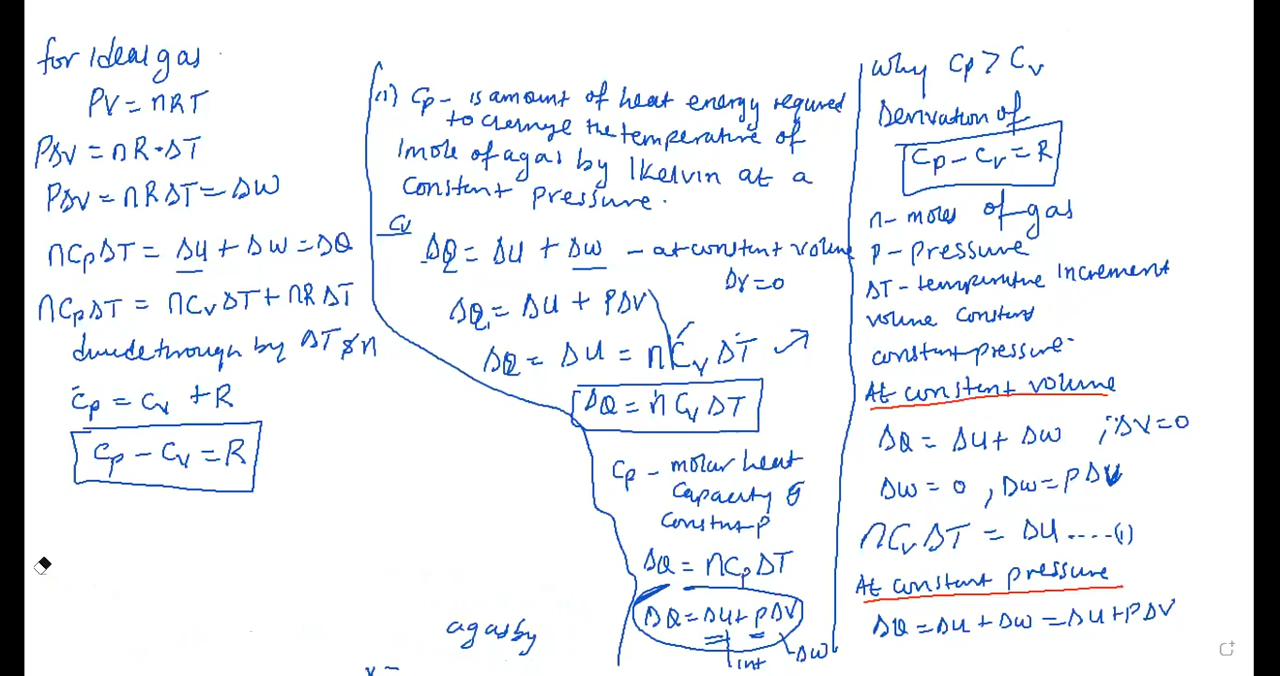 for Ideal gas
PV = nRT
PΔV = nR·ΔT
PΔV = nRΔT = ΔW
nCpΔT = ΔU + ΔW = ΔQ
nCpΔT = nCvΔT + nRΔT
divide through by ΔT & n
Cp = Cv + R
Cp - Cv = R
(ii) Cp - is amount of heat energy required
to change the temperature of
1mole of a gas by 1Kelvin at a
constant pressure.
Cv
ΔQ = ΔU + ΔW - at constant volume
ΔV = 0
ΔQ = ΔU + PΔV
ΔQ = ΔU = nCvΔT
ΔQ = nCvΔT
Cp - molar heat
capacity @
constant P
ΔQ = nCpΔT
ΔQ = ΔU + PΔV
int
ΔW
a gas by
Why Cp > Cv
Derivation of
Cp - Cv = R
n - moles of gas
P - pressure
ΔT - temperature Increment
volume constant
constant pressure
At constant volume
ΔQ = ΔU + ΔW ; ΔV = 0
ΔW = 0, ΔW = PΔV
nCvΔT = ΔU ....(1)
At constant pressure
ΔQ = ΔU + ΔW = ΔU + PΔV